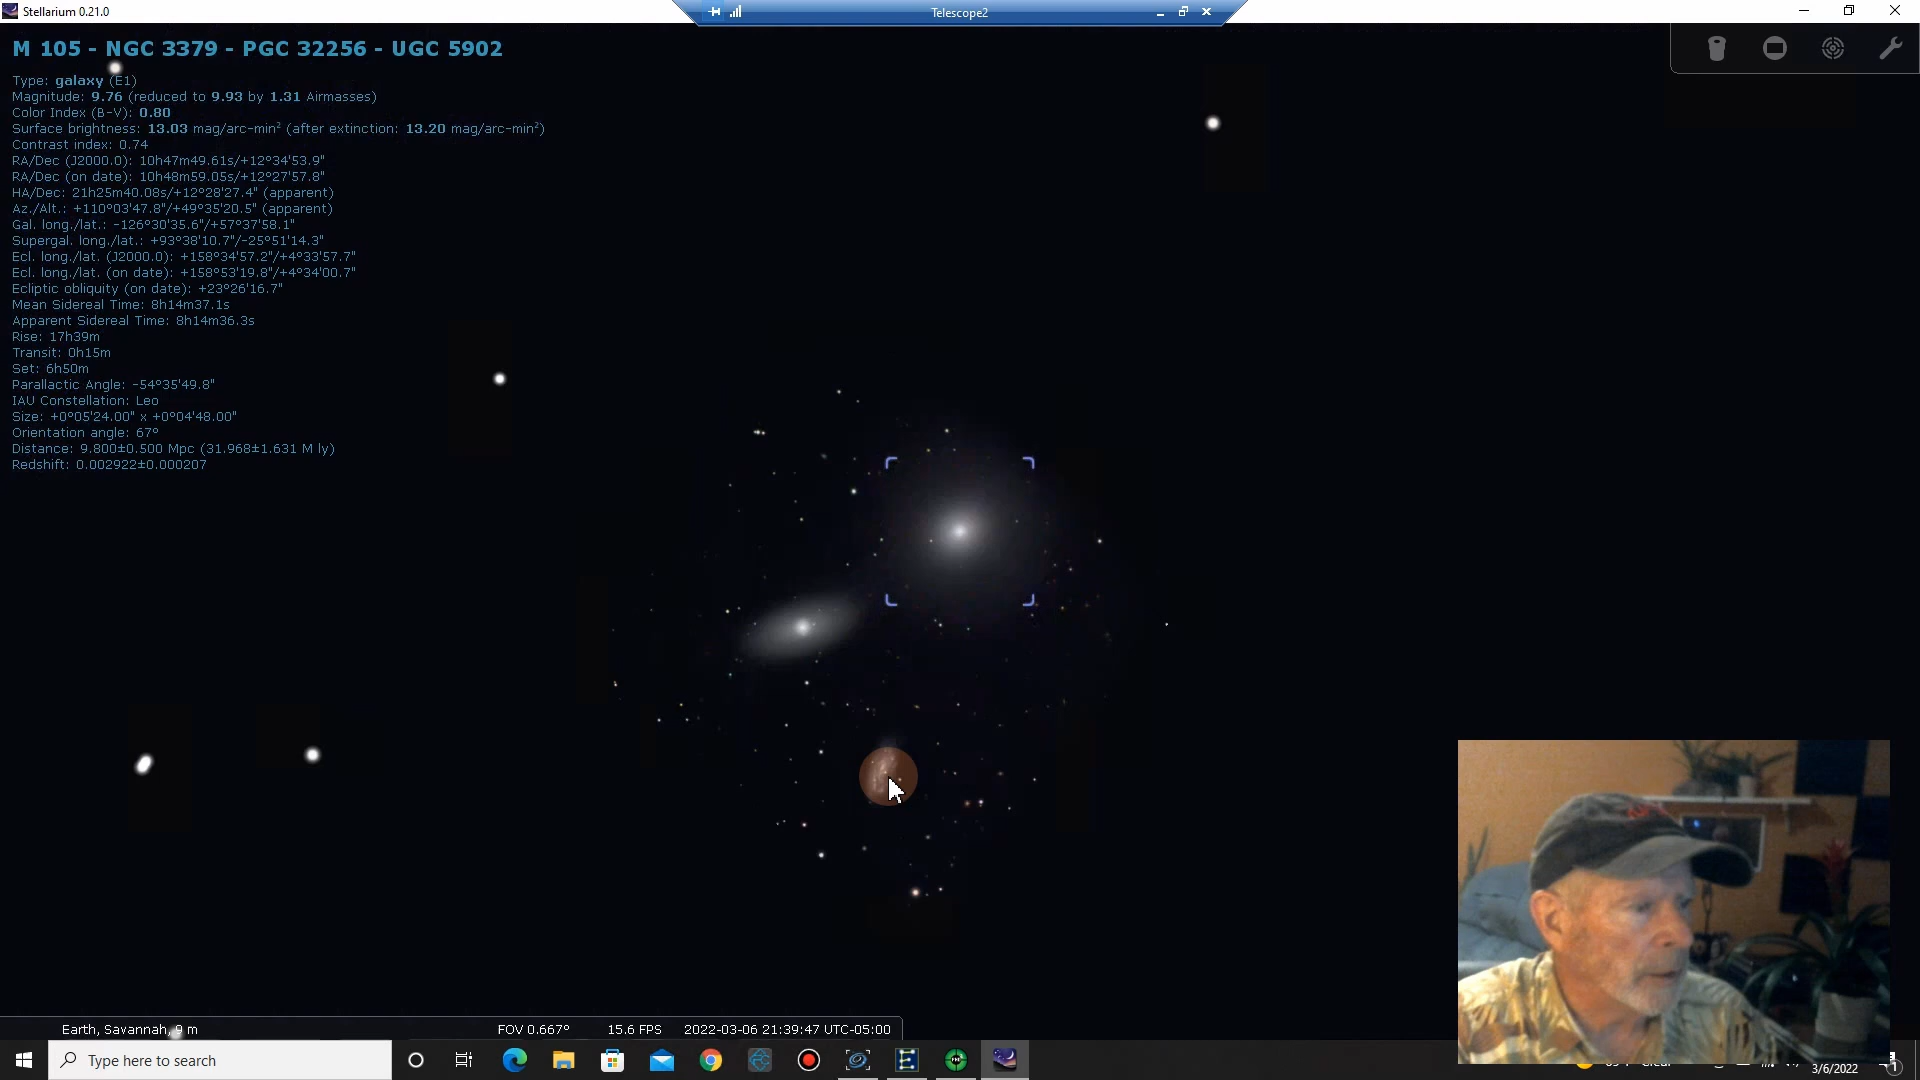 Stellarium 0.21.0
Telescope2
M 105 - NGC 3379 - PGC 32256 - UGC 5902
Type: galaxy (E1)
Magnitude: 9.76 (reduced to 9.93 by 1.31 Airmasses)
Color Index (B-V): 0.80
Surface brightness: 13.03 mag/arc-min² (after extinction: 13.20 mag/arc-min²)
Contrast index: 0.74
RA/Dec (J2000.0): 10h47m49.61s/+12°34'53.9"
RA/Dec (on date): 10h48m59.05s/+12°27'57.8"
HA/Dec: 21h25m40.08s/+12°28'27.4" (apparent)
Az./Alt.: +110°03'47.8"/+49°35'20.5" (apparent)
Gal. long./lat.: -126°30'35.6"/+57°37'58.1"
Supergal. long./lat.: +93°38'10.7"/-25°51'14.3"
Ecl. long./lat. (J2000.0): +158°34'57.2"/+4°33'57.7"
Ecl. long./lat. (on date): +158°53'19.8"/+4°34'00.7"
Ecliptic obliquity (on date): +23°26'16.7"
Mean Sidereal Time: 8h14m37.1s
Apparent Sidereal Time: 8h14m36.3s
Rise: 17h39m
Transit: 0h15m
Set: 6h50m
Parallactic Angle: -54°35'49.8"
IAU Constellation: Leo
Size: +0°05'24.00" x +0°04'48.00"
Orientation angle: 67°
Distance: 9.800±0.500 Mpc (31.968±1.631 M ly)
Redshift: 0.002922±0.000207
Earth, Savannah, 9 m
FOV 0.667°
15.6 FPS
2022-03-06 21:39:47 UTC-05:00
Type here to search
3/6/2022
1